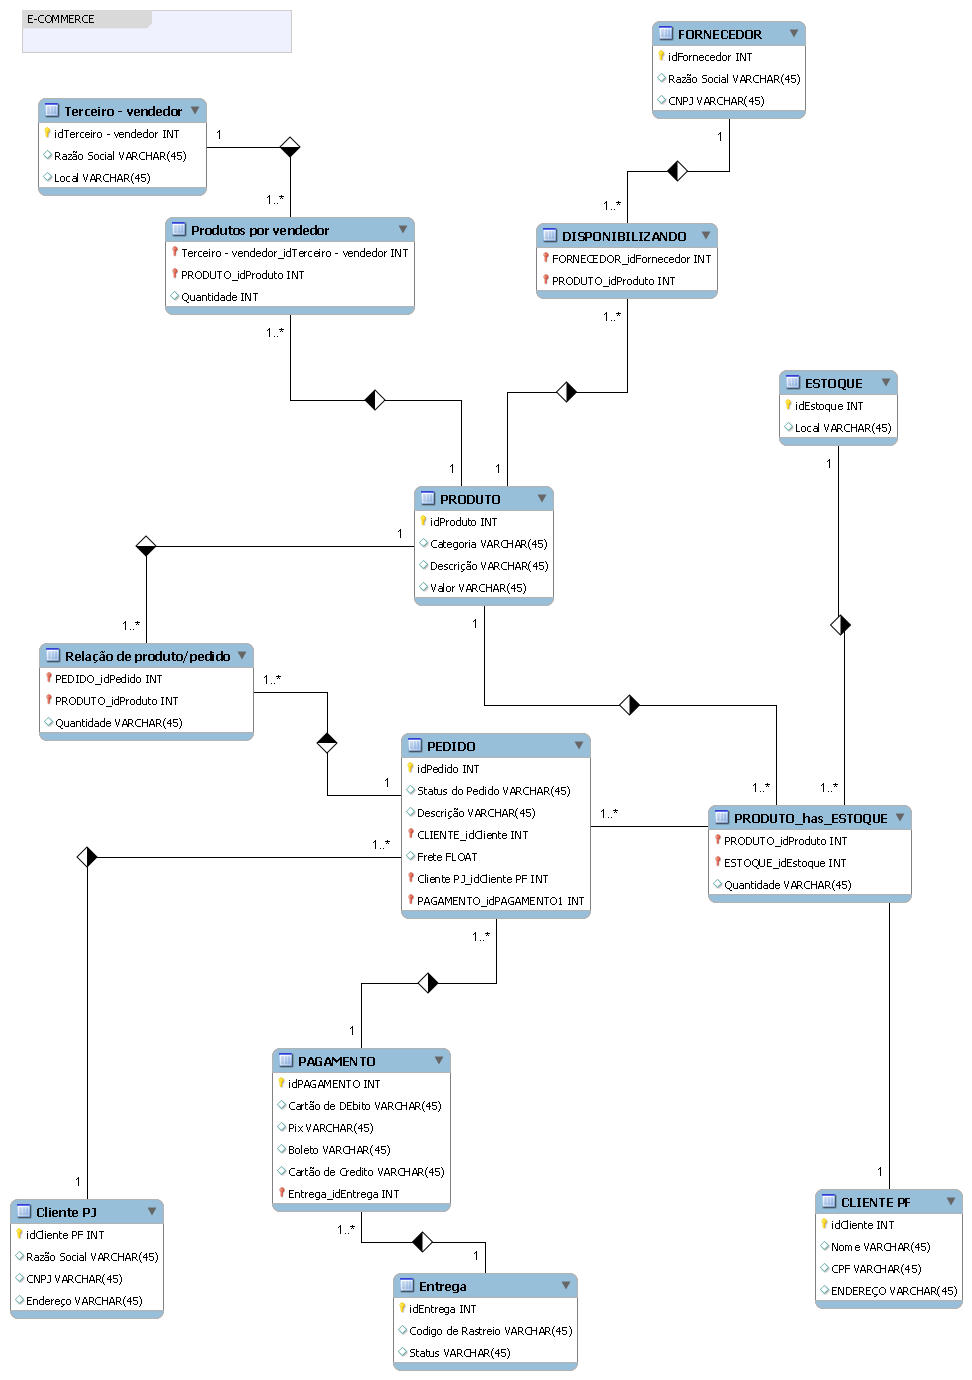 E-COMMERCE
FORNECEDOR
idFornecedor INT
Razão Social VARCHAR(45)
CNPJ VARCHAR(45)
1
1..*
Terceiro - vendedor
idTerceiro - vendedor INT
Razão Social VARCHAR(45)
Local VARCHAR(45)
1
1..*
Produtos por vendedor
Terceiro - vendedor_idTerceiro - vendedor INT
PRODUTO_idProduto INT
Quantidade INT
1..*
1
DISPONIBILIZANDO
FORNECEDOR_idFornecedor INT
PRODUTO_idProduto INT
1..*
1
ESTOQUE
idEstoque INT
Local VARCHAR(45)
1
1..*
PRODUTO
idProduto INT
Categoria VARCHAR(45)
Descrição VARCHAR(45)
Valor VARCHAR(45)
1
1..*
1
1..*
Relação de produto/pedido
PEDIDO_idPedido INT
PRODUTO_idProduto INT
Quantidade VARCHAR(45)
1..*
1
PEDIDO
idPedido INT
Status do Pedido VARCHAR(45)
Descrição VARCHAR(45)
CLIENTE_idCliente INT
Frete FLOAT
Cliente PJ_idCliente PF INT
PAGAMENTO_idPAGAMENTO1 INT
1..*
1..*
1..*
PRODUTO_has_ESTOQUE
PRODUTO_idProduto INT
ESTOQUE_idEstoque INT
Quantidade VARCHAR(45)
1
PAGAMENTO
idPAGAMENTO INT
Cartão de DEbito VARCHAR(45)
Pix VARCHAR(45)
Boleto VARCHAR(45)
Cartão de Credito VARCHAR(45)
Entrega_idEntrega INT
1..*
1
1
Cliente PJ
idCliente PF INT
Razão Social VARCHAR(45)
CNPJ VARCHAR(45)
Endereço VARCHAR(45)
Entrega
idEntrega INT
Codigo de Rastreio VARCHAR(45)
Status VARCHAR(45)
1
CLIENTE PF
idCliente INT
Nome VARCHAR(45)
CPF VARCHAR(45)
ENDEREÇO VARCHAR(45)